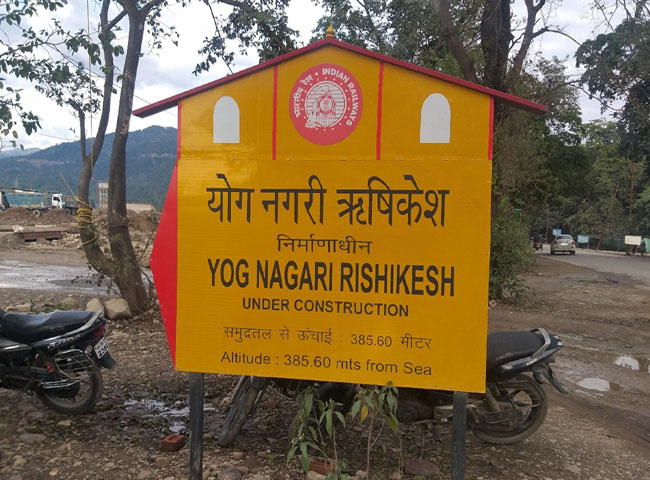 भारतीय रेल INDIAN RAILWAYS
योग नगरी ऋषिकेश
निर्माणाधीन
YOG NAGARI RISHIKESH
UNDER CONSTRUCTION
समुद्रतल से ऊंचाई : 385.60 मीटर
Altitude : 385.60 mts from Sea